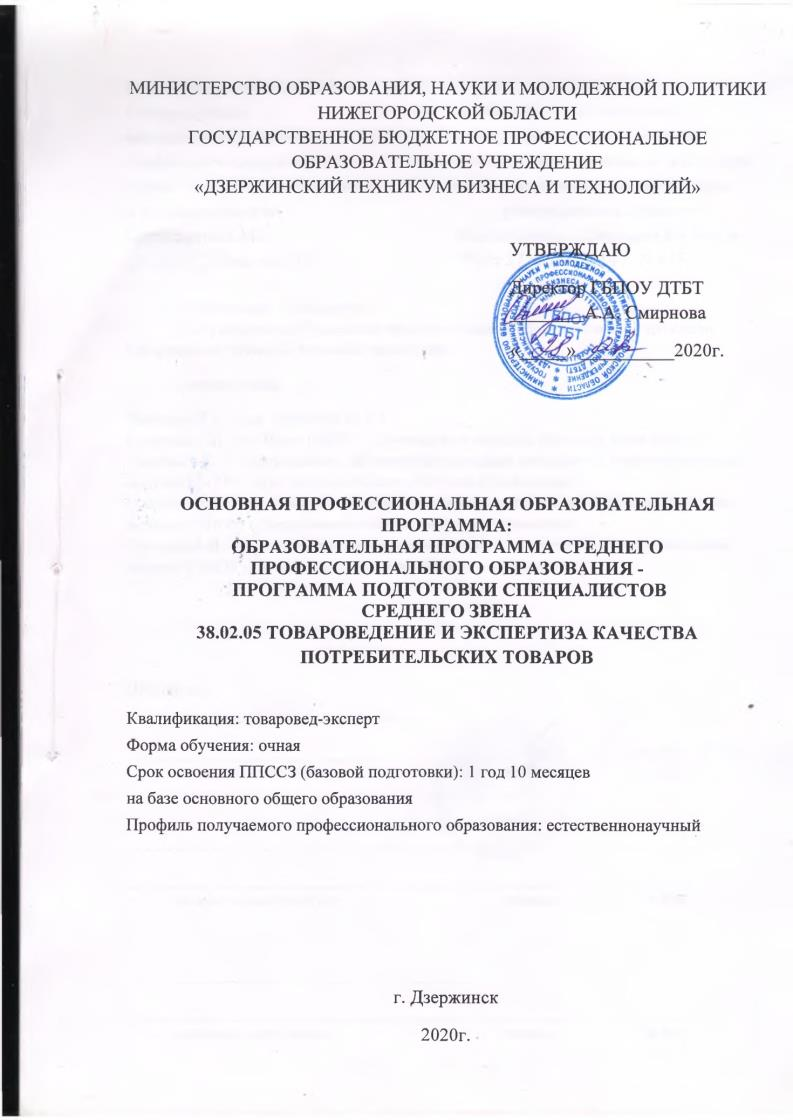 МИНИСТЕРСТВО ОБРАЗОВАНИЯ, НАУКИ И МОЛОДЕЖНОЙ ПОЛИТИКИ
НИЖЕГОРОДСКОЙ ОБЛАСТИ
ГОСУДАРСТВЕННОЕ БЮДЖЕТНОЕ ПРОФЕССИОНАЛЬНОЕ
ОБРАЗОВАТЕЛЬНОЕ УЧРЕЖДЕНИЕ
«ДЗЕРЖИНСКИЙ ТЕХНИКУМ БИЗНЕСА И ТЕХНОЛОГИЙ»
УТВЕРЖДАЮ
Директор ГБПОУ ДТБТ
А.А. Смирнова
«28» 2020г.
ГБПОУ
ДТБТ
ОСНОВНАЯ ПРОФЕССИОНАЛЬНАЯ ОБРАЗОВАТЕЛЬНАЯ
ПРОГРАММА:
ОБРАЗОВАТЕЛЬНАЯ ПРОГРАММА СРЕДНЕГО
ПРОФЕССИОНАЛЬНОГО ОБРАЗОВАНИЯ -
ПРОГРАММА ПОДГОТОВКИ СПЕЦИАЛИСТОВ
СРЕДНЕГО ЗВЕНА
38.02.05 ТОВАРОВЕДЕНИЕ И ЭКСПЕРТИЗА КАЧЕСТВА
ПОТРЕБИТЕЛЬСКИХ ТОВАРОВ
Квалификация: товаровед-эксперт
Форма обучения: очная
Срок освоения ППССЗ (базовой подготовки): 1 год 10 месяцев
на базе основного общего образования
Профиль получаемого профессионального образования: естественнонаучный
г. Дзержинск
2020г.